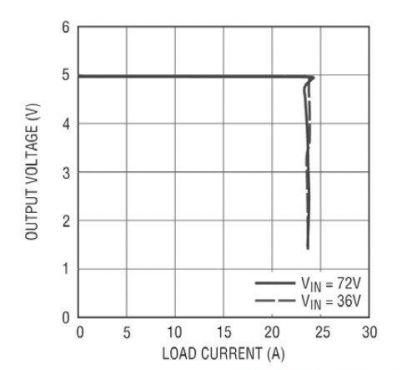 6
5
4
3
2
1
0
OUTPUT VOLTAGE (V)
V_IN = 72V
V_IN = 36V
0 5 10 15 20 25 30
LOAD CURRENT (A)